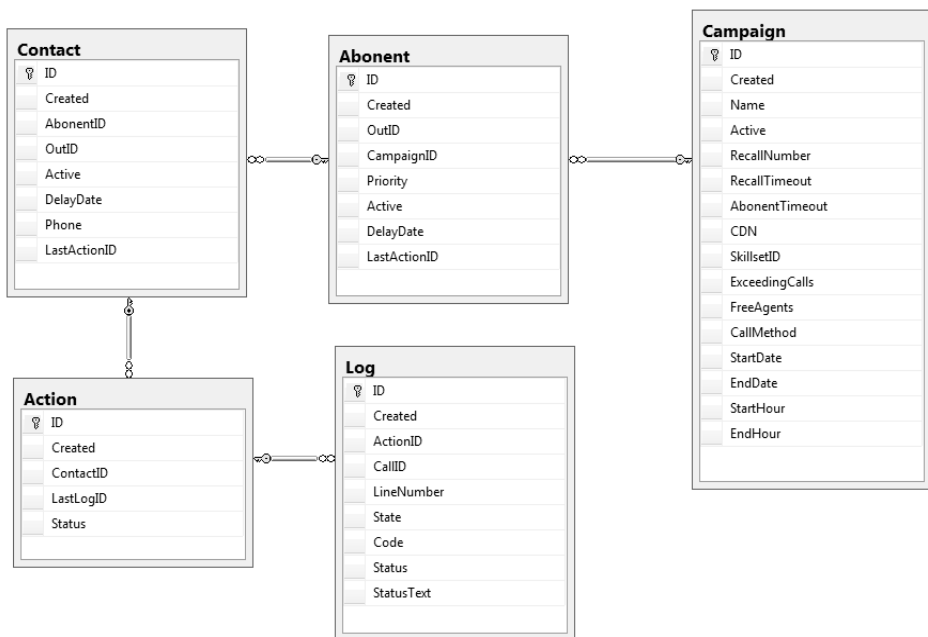 Contact
ID
Created
AbonentID
OutID
Active
DelayDate
Phone
LastActionID
Abonent
ID
Created
OutID
CampaignID
Priority
Active
DelayDate
LastActionID
Campaign
ID
Created
Name
Active
RecallNumber
RecallTimeout
AbonentTimeout
CDN
SkillsetID
ExceedingCalls
FreeAgents
CallMethod
StartDate
EndDate
StartHour
EndHour
Action
ID
Created
ContactID
LastLogID
Status
Log
ID
Created
ActionID
CallID
LineNumber
State
Code
Status
StatusText